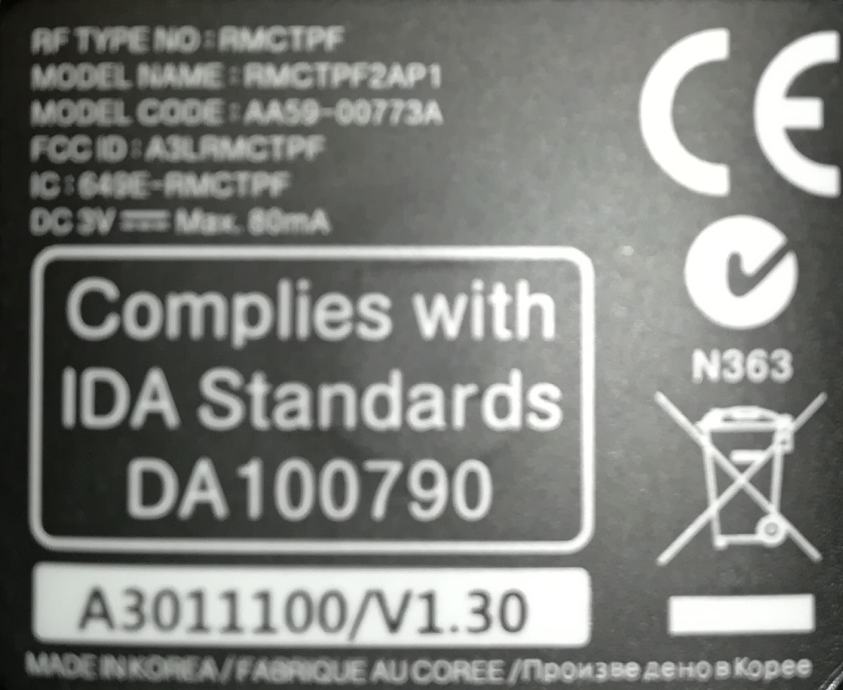 RF TYPE NO : RMCTPF
MODEL NAME : RMCTPF2AP1
MODEL CODE : AA59-00773A
FCC ID : A3LRMCTPF
IC : 649E-RMCTPF
DC 3V Max. 80mA
CE
Complies with
IDA Standards
DA100790
N363
A3011100/V1.30
MADE IN KOREA / FABRIQUE AU COREE / Произведено в Корее